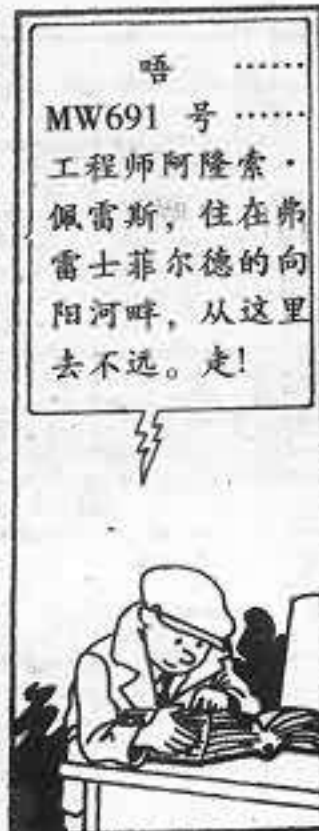 唔 ……
MW691 号 ……
工程师阿隆索·
佩雷斯，住在弗
雷士菲尔德的向
阳河畔，从这里
去不远。走!